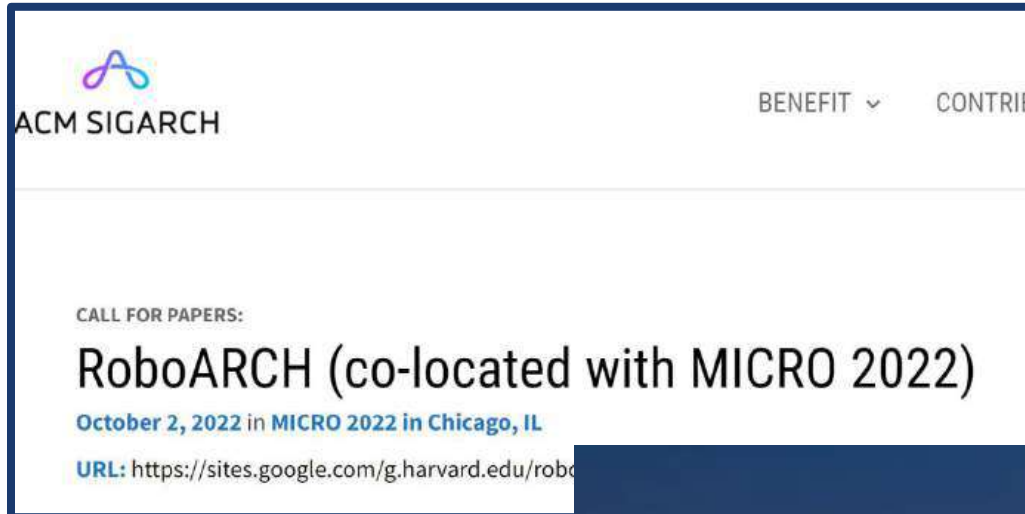 ACM SIGARCH
BENEFIT
CALL FOR PAPERS:
RoboARCH (co-located with MICRO 2022)
October 2, 2022 in MICRO 2022 in Chicago, IL
URL: https://sites.google.com/g.harvard.edu/robo